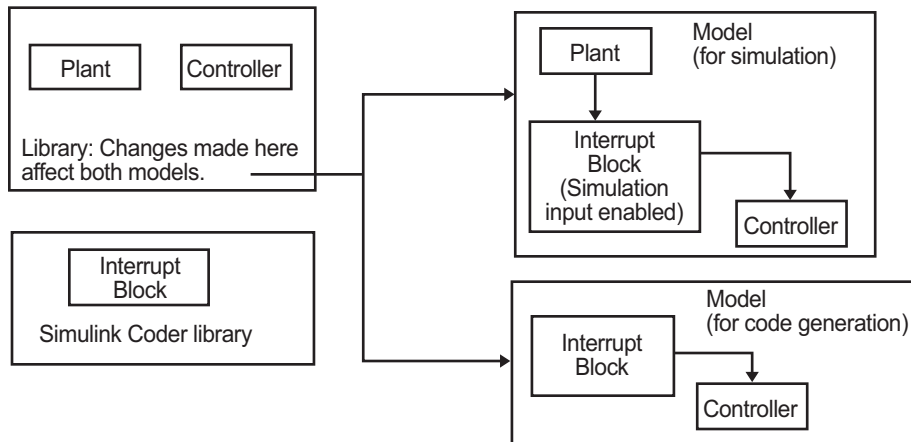 Plant
Controller
Library: Changes made here
affect both models.
Interrupt
Block
Simulink Coder library
Model
(for simulation)
Plant
Interrupt
Block
(Simulation
input enabled)
Controller
Model
(for code generation)
Interrupt
Block
Controller